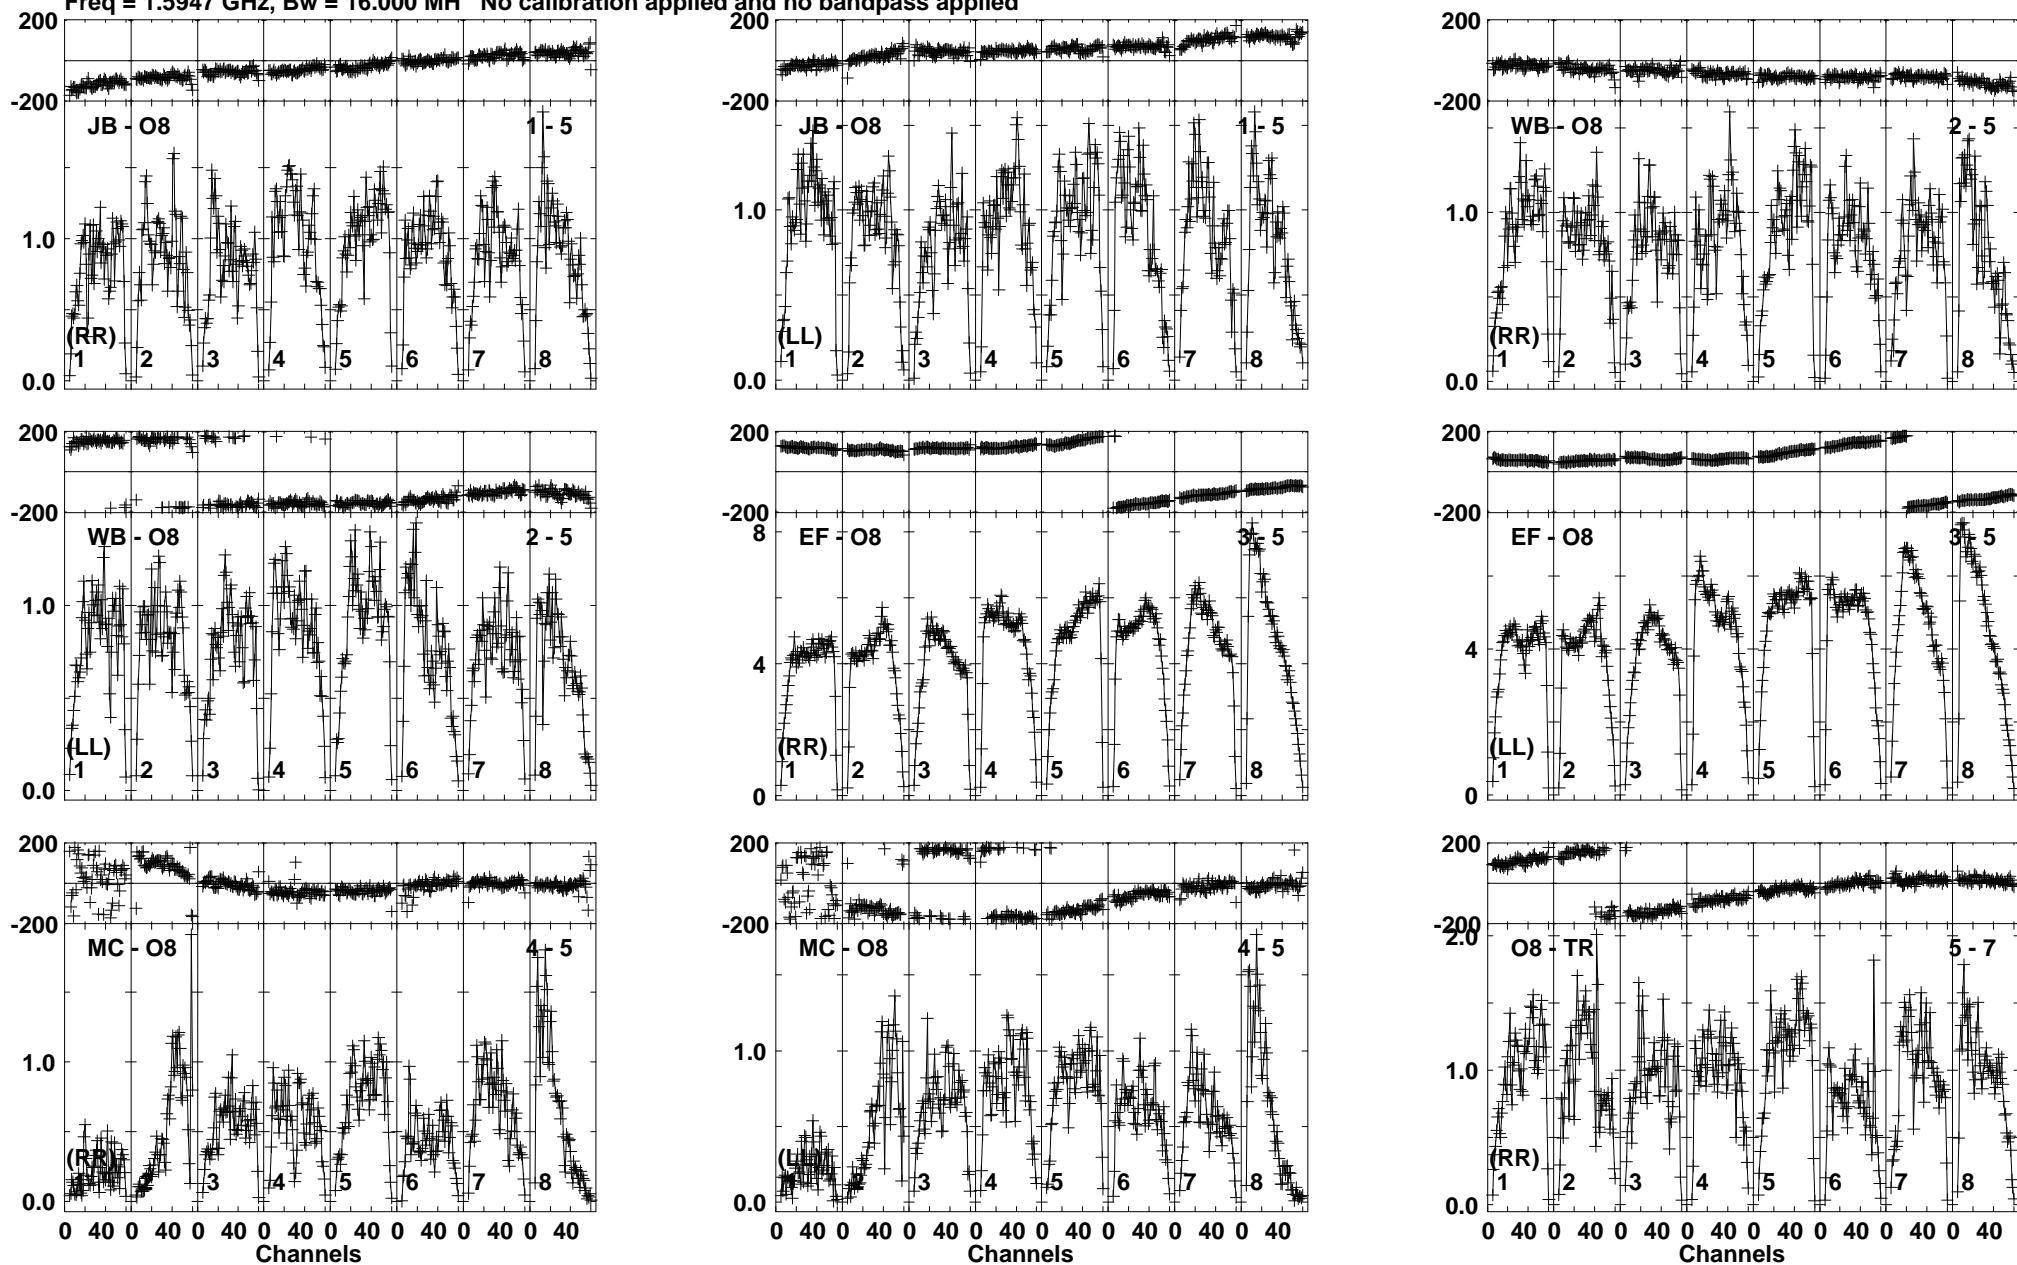 Freq = 1.5947 GHz, Bw = 16.000 MH No calibration applied and no bandpass applied
200 200 200
-200 -200 -200
JB - O8 1 - 5 JB - O8 1 - 5 WB - O8 2 - 5
1.0 1.0 1.0
(RR) (LL) (RR)
1 2 3 4 5 6 7 8 1 2 3 4 5 6 7 8 1 2 3 4 5 6 7 8
0.0 0.0 0.0
200 200 200
-200 -200 -200
WB - O8 2 - 5 8 EF - O8 3 - 5 EF - O8 3 - 5
1.0 4 4
(LL) (RR) (LL)
1 2 3 4 5 6 7 8 1 2 3 4 5 6 7 8 1 2 3 4 5 6 7 8
0.0 0 0
200 200 200
-200 -200 -200
2.0
MC - O8 4 - 5 MC - O8 4 - 5 O8 - TR 5 - 7
1.0 1.0 1.0
(RR) (LL) (RR)
1 2 3 4 5 6 7 8 1 2 3 4 5 6 7 8 1 2 3 4 5 6 7 8
0.0 0.0 0.0
0 40 0 40 0 40 0 40 0 40 0 40 0 40 0 40 0 40 0 40 0 40 0 40 0 40 0 40 0 40 0 40 0 40 0 40 0 40 0 40 0 40 0 40 0 40 0 40
Channels Channels Channels